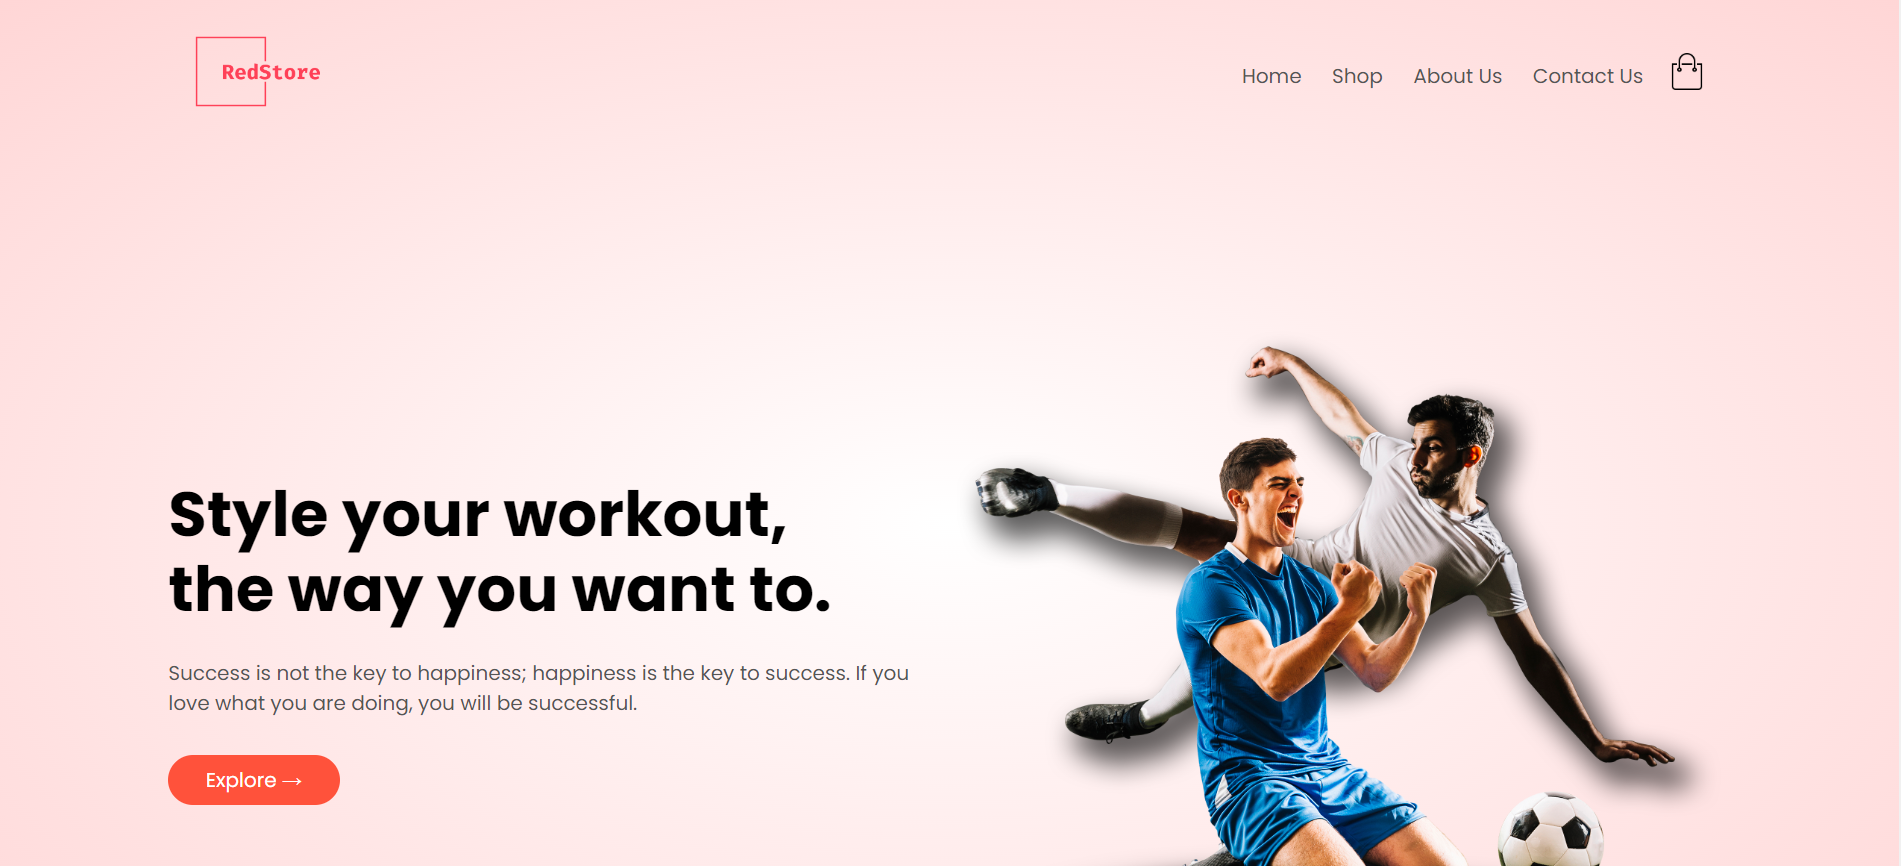 RedStore
Home Shop About Us Contact Us
Style your workout,
the way you want to.
Success is not the key to happiness; happiness is the key to success. If you
love what you are doing, you will be successful.
Explore →